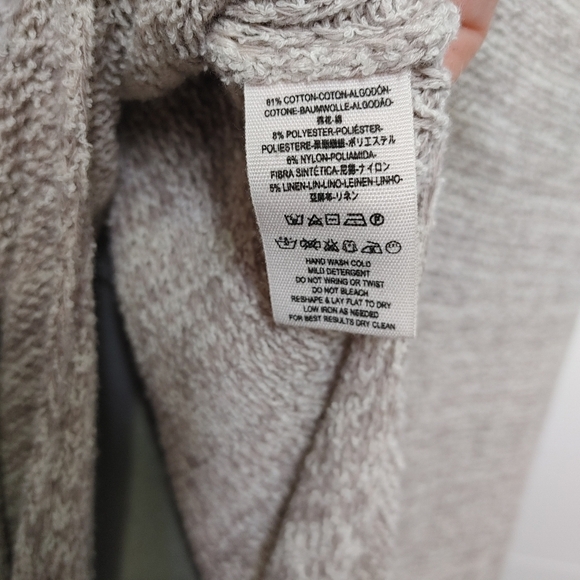 81% COTTON-COTON-ALGODÓN-
COTONE-BAUMWOLLE-ALGODÃO-
棉花-綿
8% POLYESTER-POLIÉSTER-
POLIESTERE-聚脂纖維-ポリエステル
6% NYLON-POLIAMIDA-
FIBRA SINTÉTICA-尼龍-ナイロン
5% LINEN-LIN-LINO-LEINEN-LINHO-
亞麻布-リネン
HAND WASH COLD
MILD DETERGENT
DO NOT WRING OR TWIST
DO NOT BLEACH
RESHAPE & LAY FLAT TO DRY
LOW IRON AS NEEDED
FOR BEST RESULTS DRY CLEAN